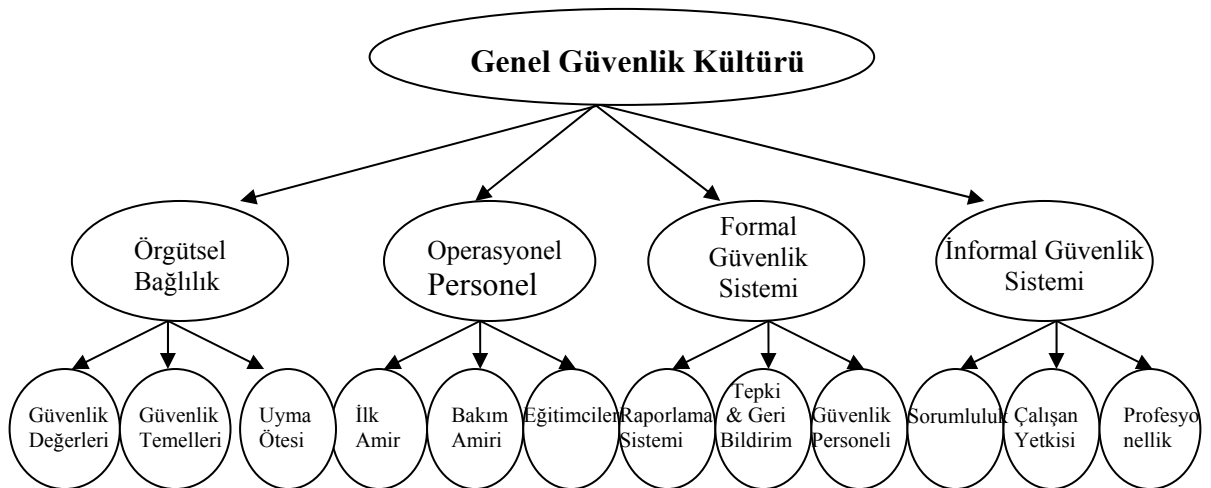 Genel Güvenlik Kültürü
Örgütsel
Bağlılık
Operasyonel
Personel
Formal
Güvenlik
Sistemi
İnformal Güvenlik
Sistemi
Güvenlik
Değerleri
Güvenlik
Temelleri
Uyma
Ötesi
İlk
Amir
Bakım
Amiri
Eğitimciler
Raporlama
Sistemi
Tepki
& Geri
Bildirim
Güvenlik
Personeli
Sorumluluk
Çalışan
Yetkisi
Profesyo
nellik